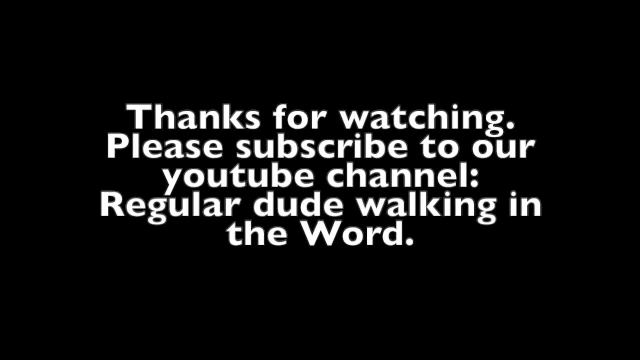 Thanks for watching.
Please subscribe to our
youtube channel:
Regular dude walking in
the Word.